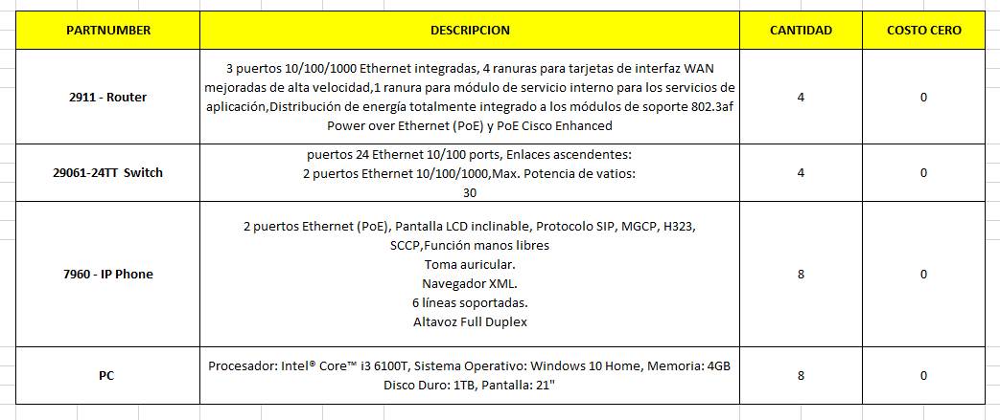 PARTNUMBER DESCRIPCION CANTIDAD COSTO CERO
3 puertos 10/100/1000 Ethernet integradas, 4 ranuras para tarjetas de interfaz WAN
mejoradas de alta velocidad,1 ranura para módulo de servicio interno para los servicios de
2911 - Router 4 0
aplicación,Distribución de energía totalmente integrado a los módulos de soporte 802.3af
Power over Ethernet (PoE) y PoE Cisco Enhanced
puertos 24 Ethernet 10/100 ports, Enlaces ascendentes:
29061-24TT Switch 2 puertos Ethernet 10/100/1000,Max. Potencia de vatios: 4 0
30
2 puertos Ethernet (PoE), Pantalla LCD inclinable, Protocolo SIP, MGCP, H323,
SCCP,Función manos libres
Toma auricular.
7960 - IP Phone 8 0
Navegador XML.
6 líneas soportadas.
Altavoz Full Duplex
Procesador: Intel® Core™ i3 6100T, Sistema Operativo: Windows 10 Home, Memoria: 4GB
PC 8 0
Disco Duro: 1TB, Pantalla: 21"